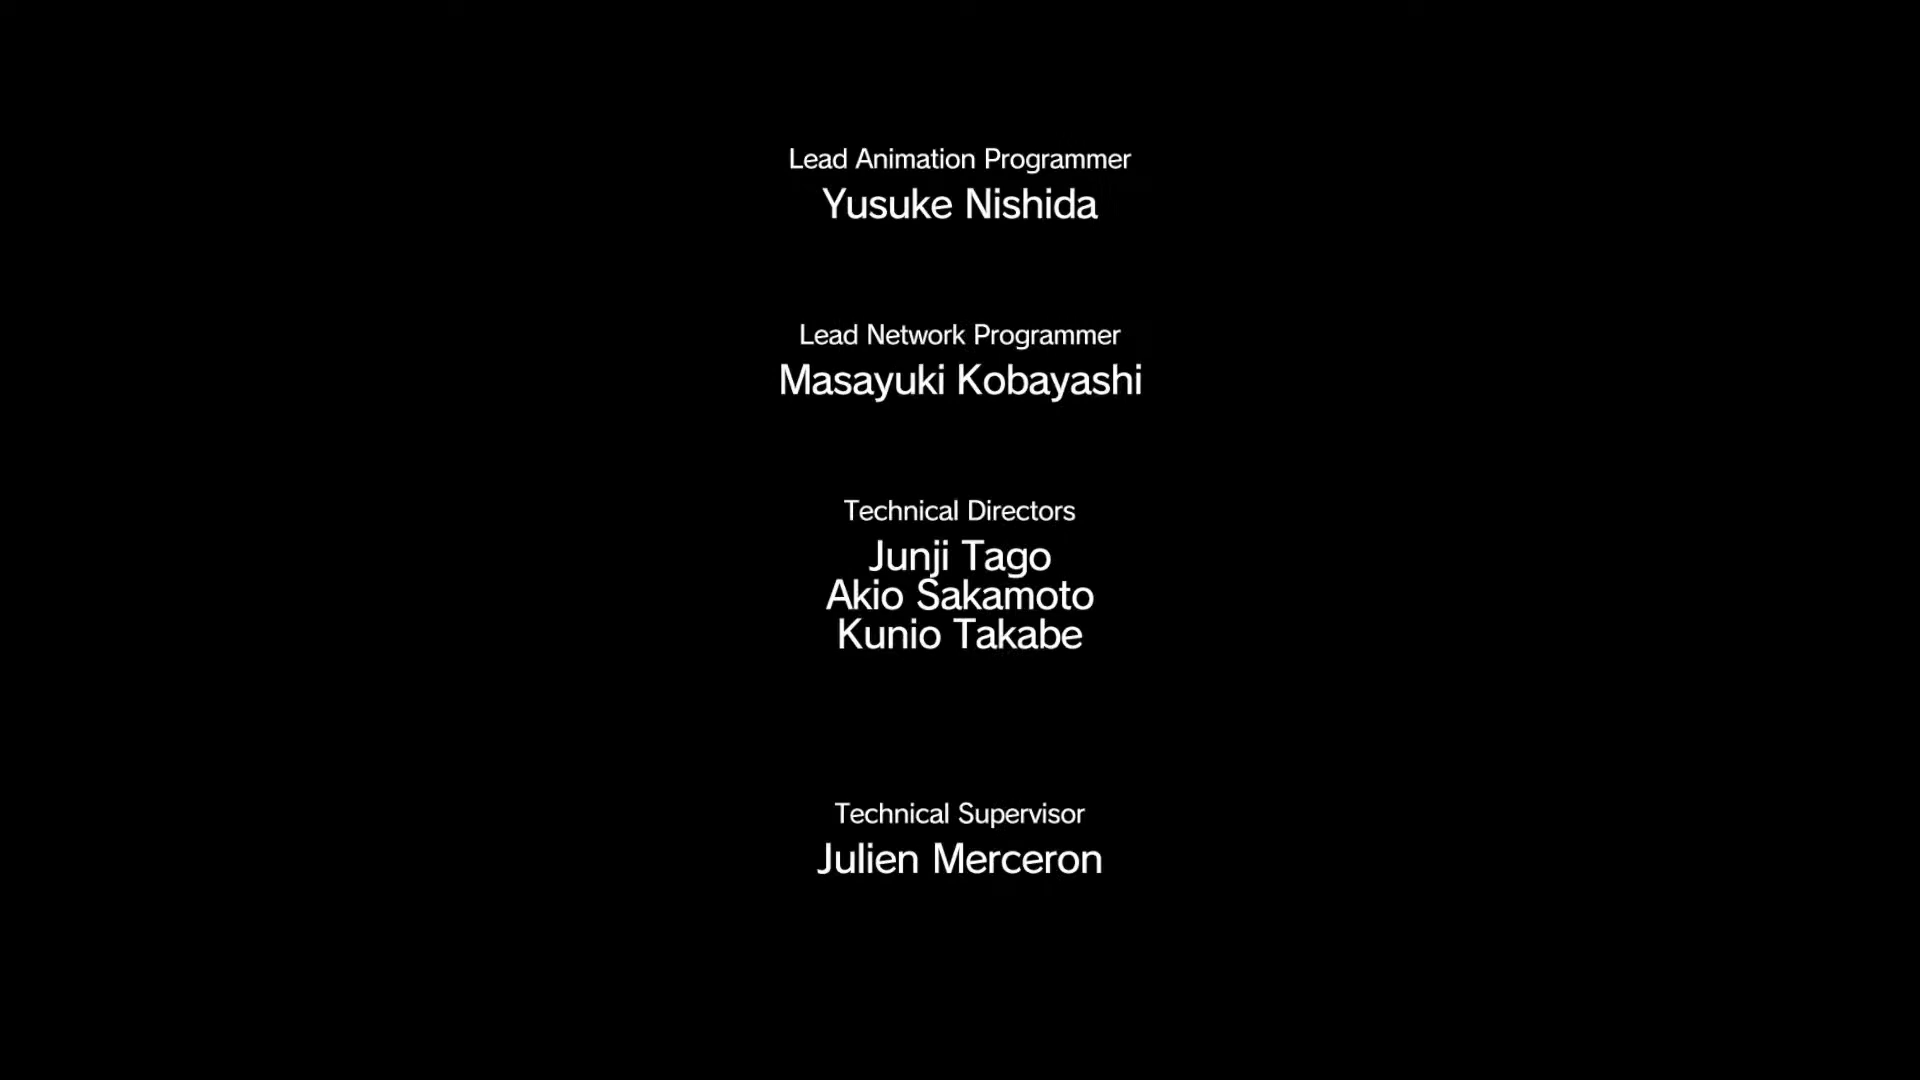 Lead Animation Programmer
Yusuke Nishida
Lead Network Programmer
Masayuki Kobayashi
Technical Directors
Junji Tago
Akio Sakamoto
Kunio Takabe
Technical Supervisor
Julien Merceron